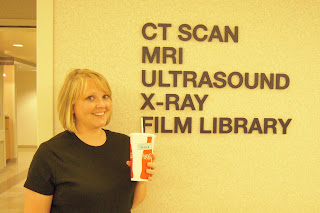 CT SCAN
MRI
ULTRASOUND
X-RAY
FILM LIBRARY